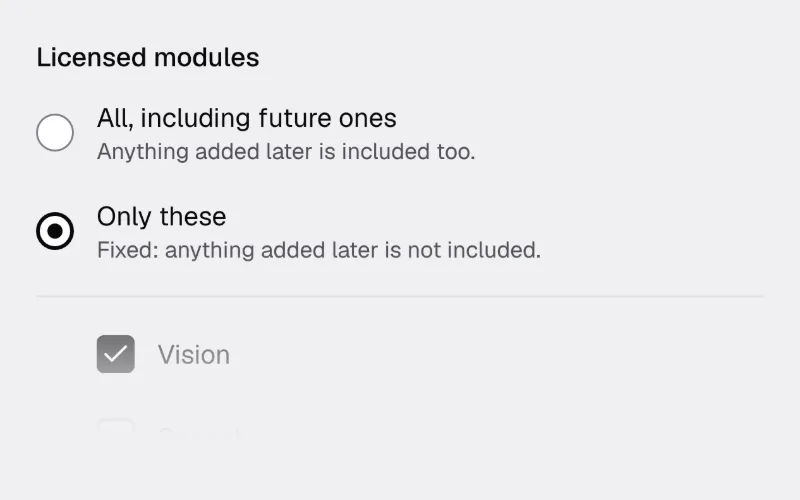 Licensed modules
All, including future ones
Anything added later is included too.
Only these
Fixed: anything added later is not included.
Vision